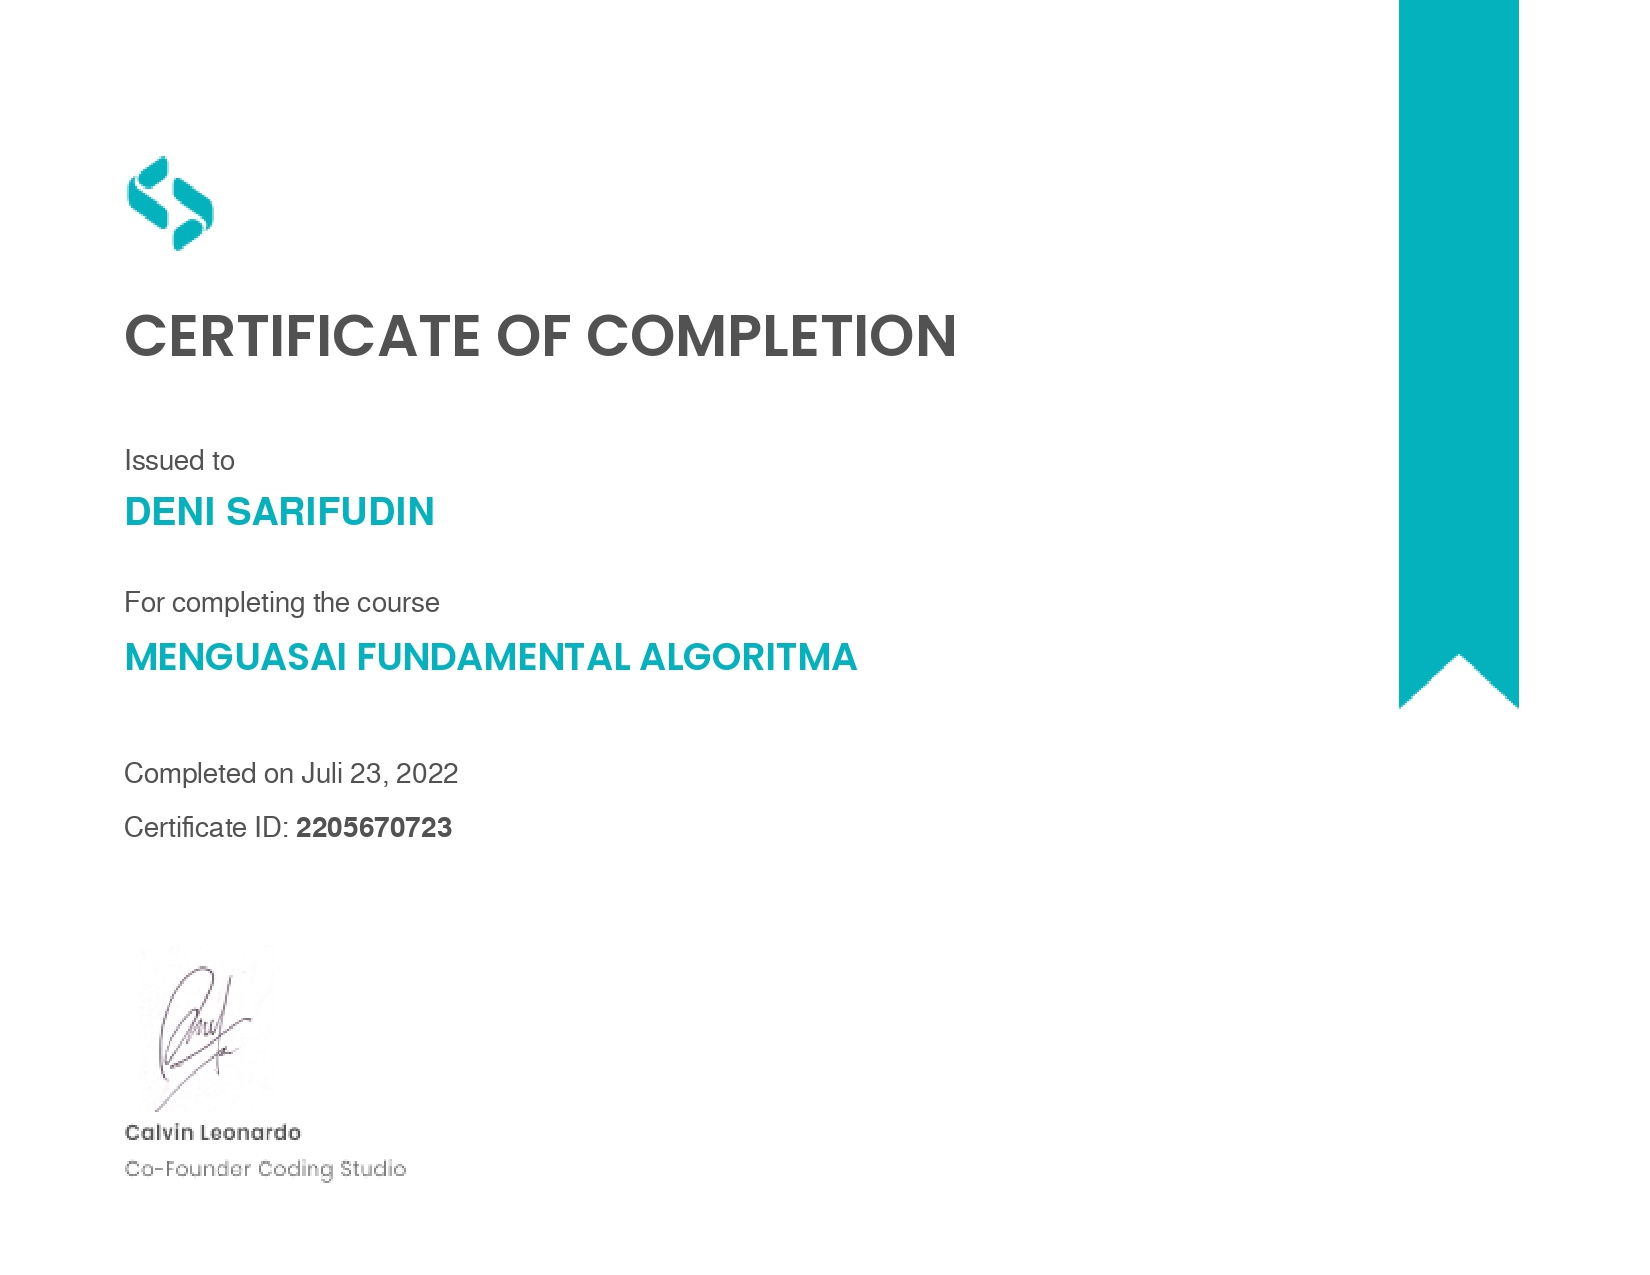 CERTIFICATE OF COMPLETION
Issued to
DENI SARIFUDIN
For completing the course
MENGUASAI FUNDAMENTAL ALGORITMA
Completed on Juli 23, 2022
Certificate ID: 2205670723
Calvin Leonardo
Co-Founder Coding Studio